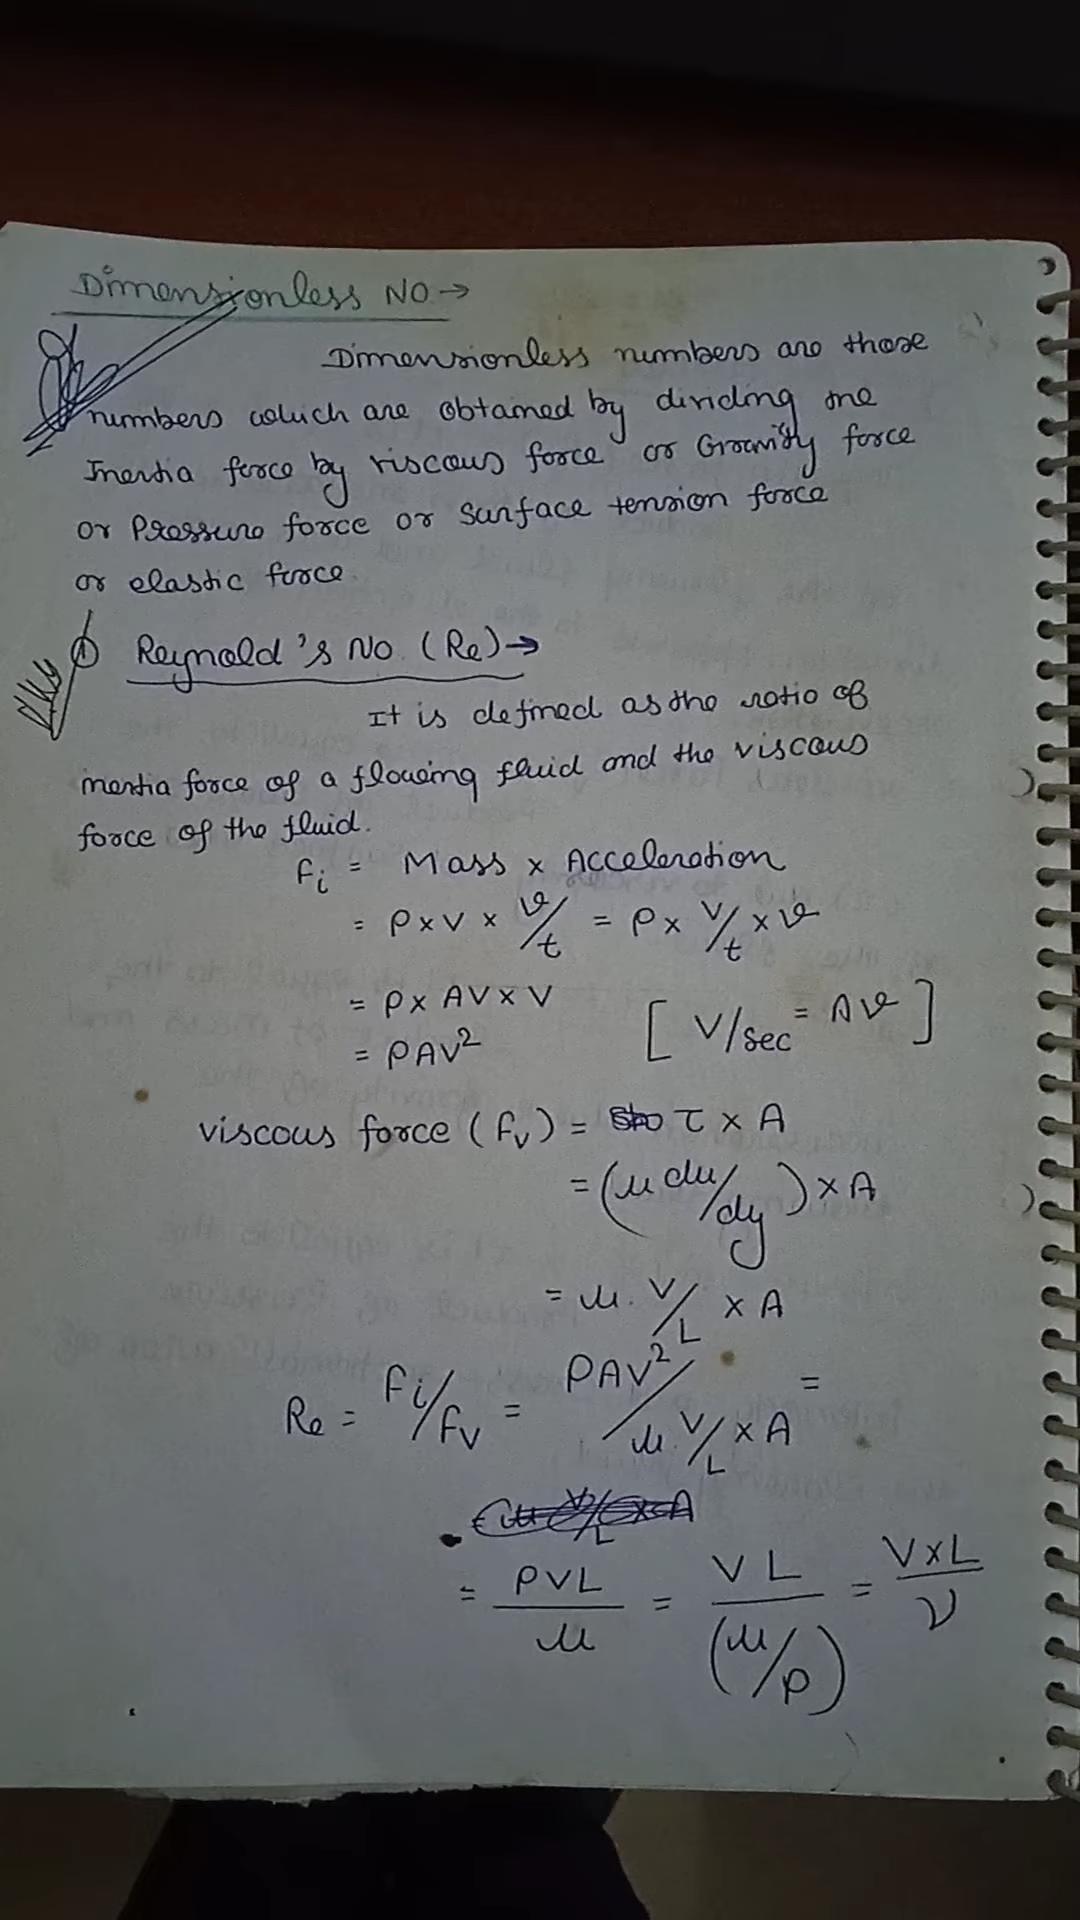 Dimensionless NO →
Dimensionless numbers are those
numbers which are obtained by dividing the
Inertia force by viscous force or Gravity force
or Pressure force or surface tension force
or elastic force.
① Reynold's No. (Re) →
It is defined as the ratio of
inertia force of a flowing fluid and the viscous
force of the fluid.
Fi = Mass × Acceleration
= ρ × V × v/t = ρ × V/t × v
= ρ × AV × V [ V/sec = Av ]
= ρAV²
viscous force (Fv) = τ × A
= (μ du/dy) × A
= μ. V/L × A
Re = Fi/Fv = ρAV² / μ. V/L × A =
= ρVL/μ = VL/(μ/ρ) = V×L/ν